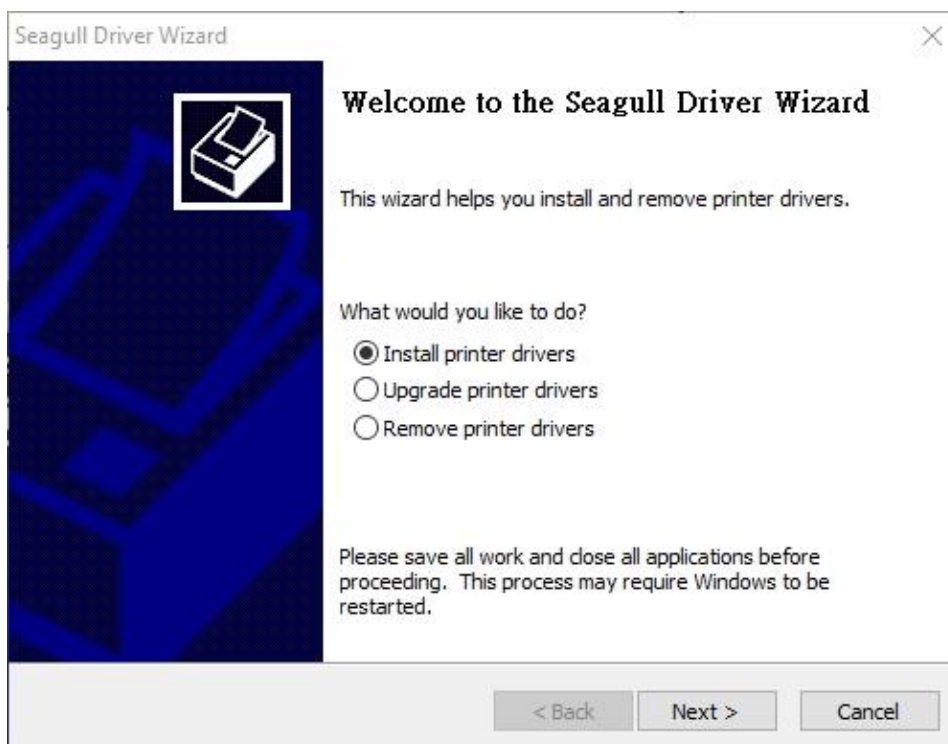 Seagull Driver Wizard
Welcome to the Seagull Driver Wizard
This wizard helps you install and remove printer drivers.
What would you like to do?
Install printer drivers
Upgrade printer drivers
Remove printer drivers
Please save all work and close all applications before
proceeding.  This process may require Windows to be
restarted.
< Back
Next >
Cancel